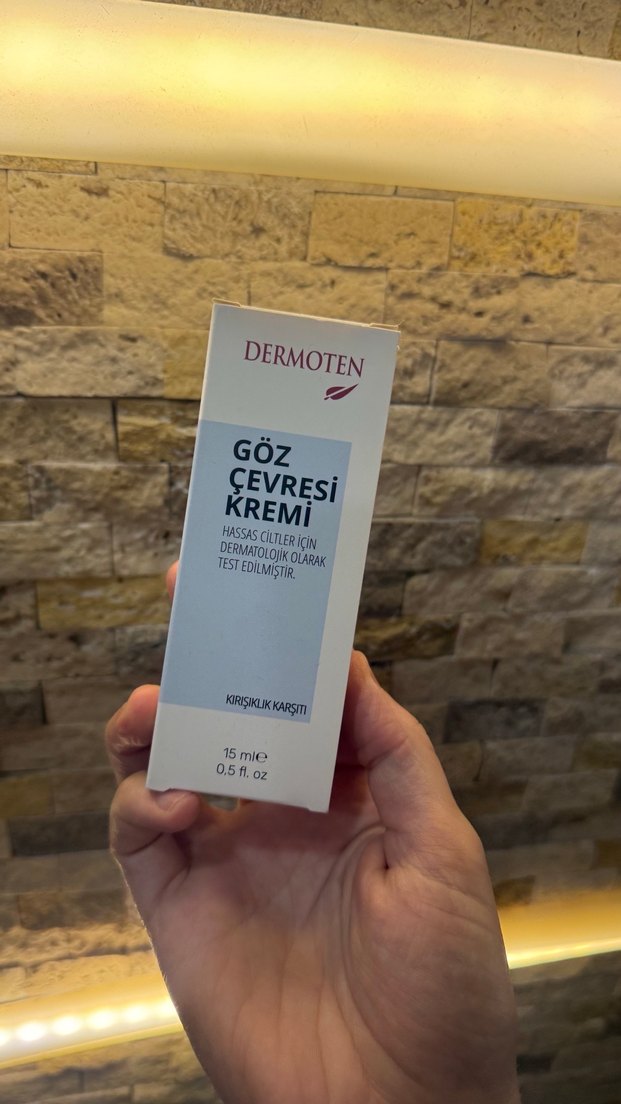 DERMOTEN
GÖZ
ÇEVRESİ
KREMİ
HASSAS CİLTLER İÇİN
DERMATOLOJİK OLARAK
TEST EDİLMİŞTİR.
KIRIŞIKLIK KARŞITI
15 ml℮
0,5 fl. oz